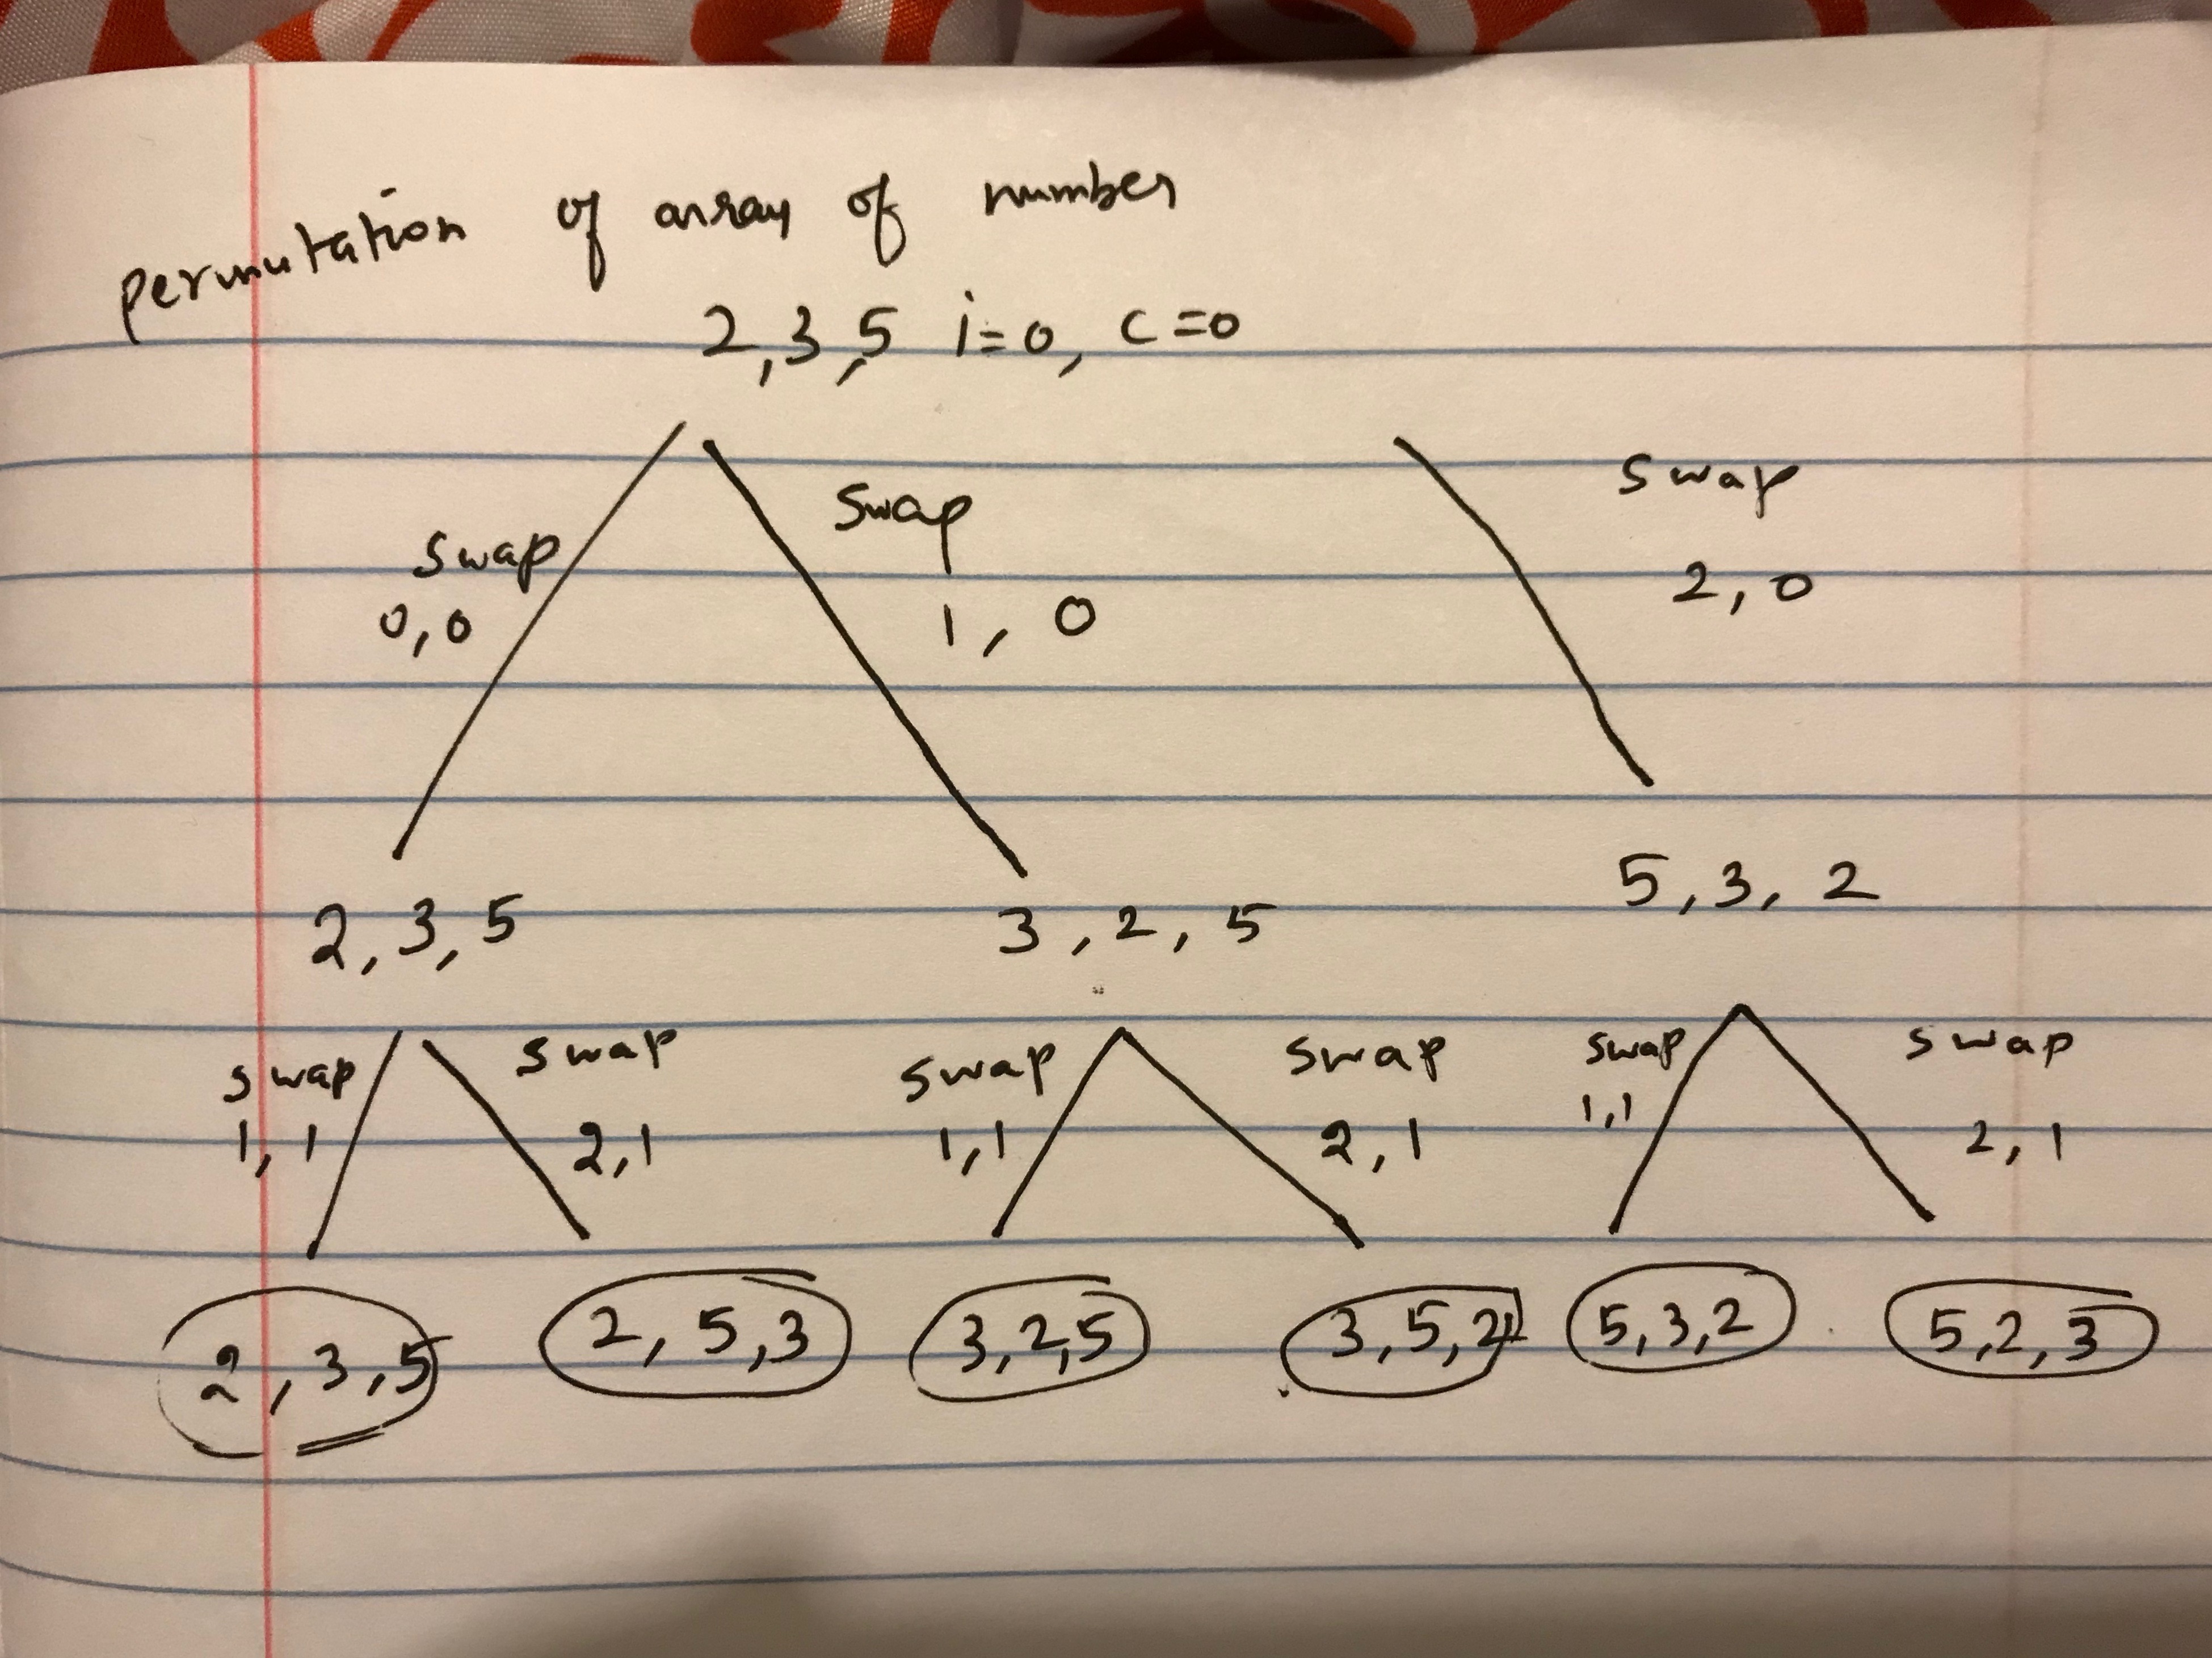 permutation of array of number
2,3,5 i=0, c=0
swap swap swap
0,0 1, 0 2,0
2,3,5 3,2,5 5,3,2
swap swap swap swap swap swap
1,1 2,1 1,1 2,1 1,1 2,1
2,3,5 2,5,3 3,2,5 3,5,2 5,3,2 5,2,3